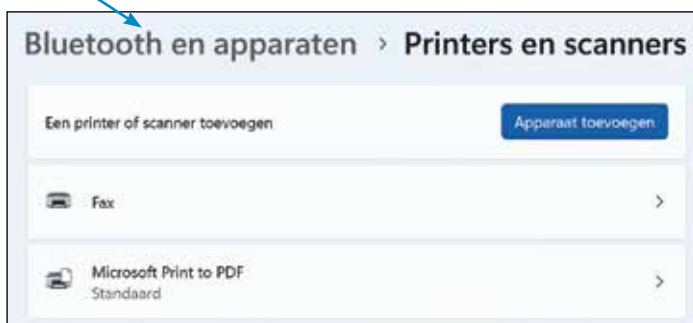 Bluetooth en apparaten > Printers en scanners
Een printer of scanner toevoegen Apparaat toevoegen
Fax
Microsoft Print to PDF
Standaard